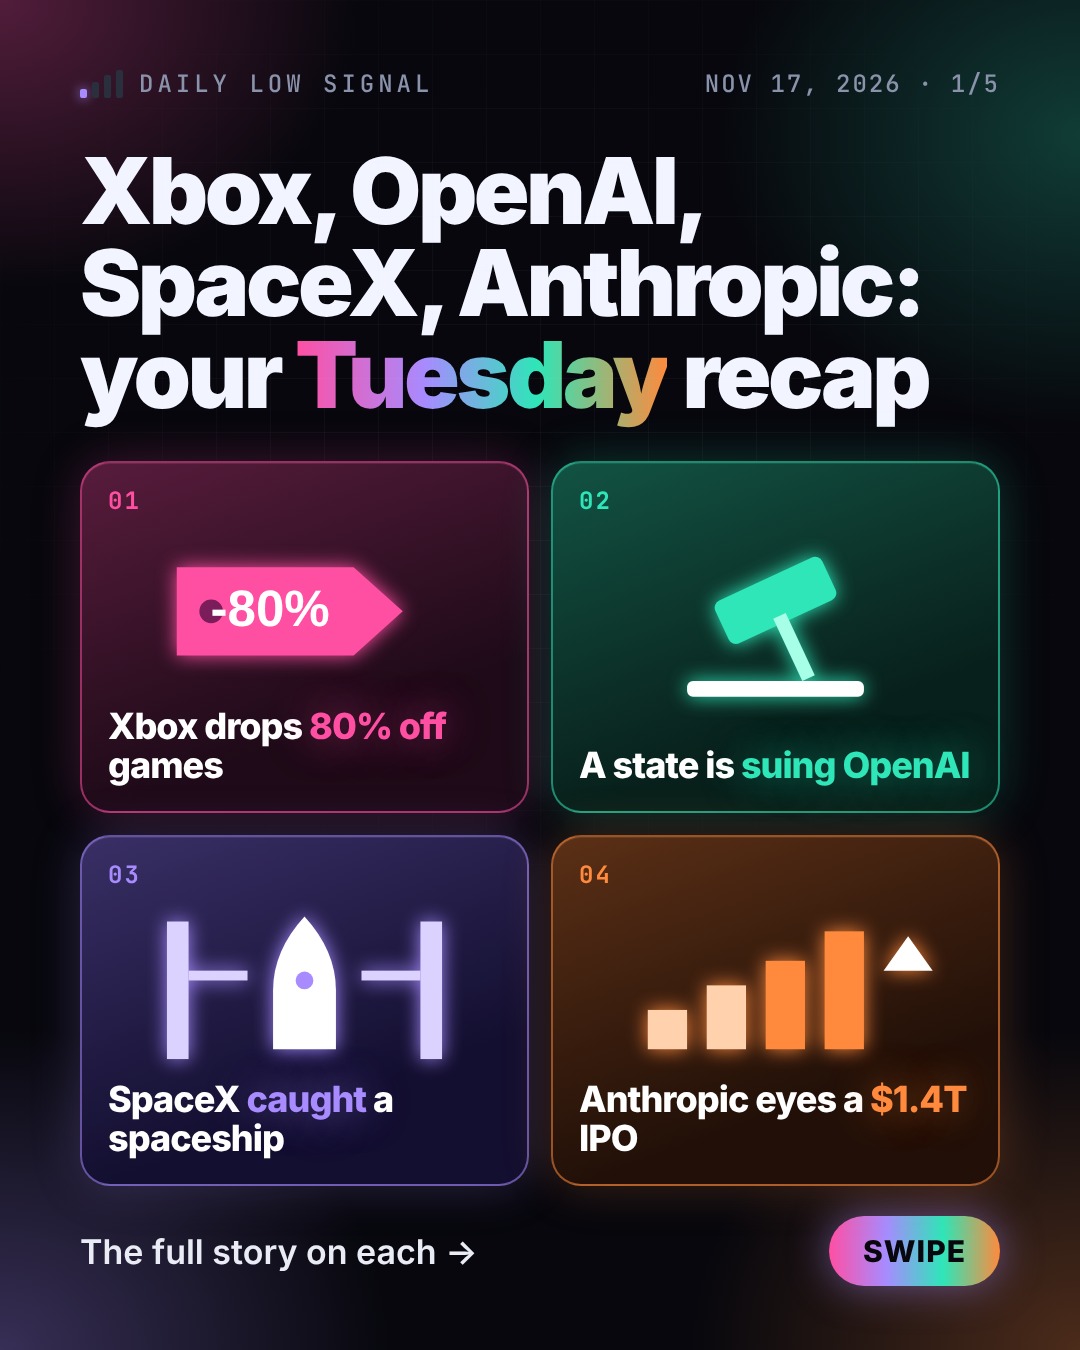 DAILY LOW SIGNAL
NOV 17, 2026 · 1/5
Xbox, OpenAI,
SpaceX, Anthropic:
your Tuesday recap
01
-80%
Xbox drops 80% off
games
02
A state is suing OpenAI
03
SpaceX caught a
spaceship
04
Anthropic eyes a $1.4T
IPO
The full story on each →
SWIPE